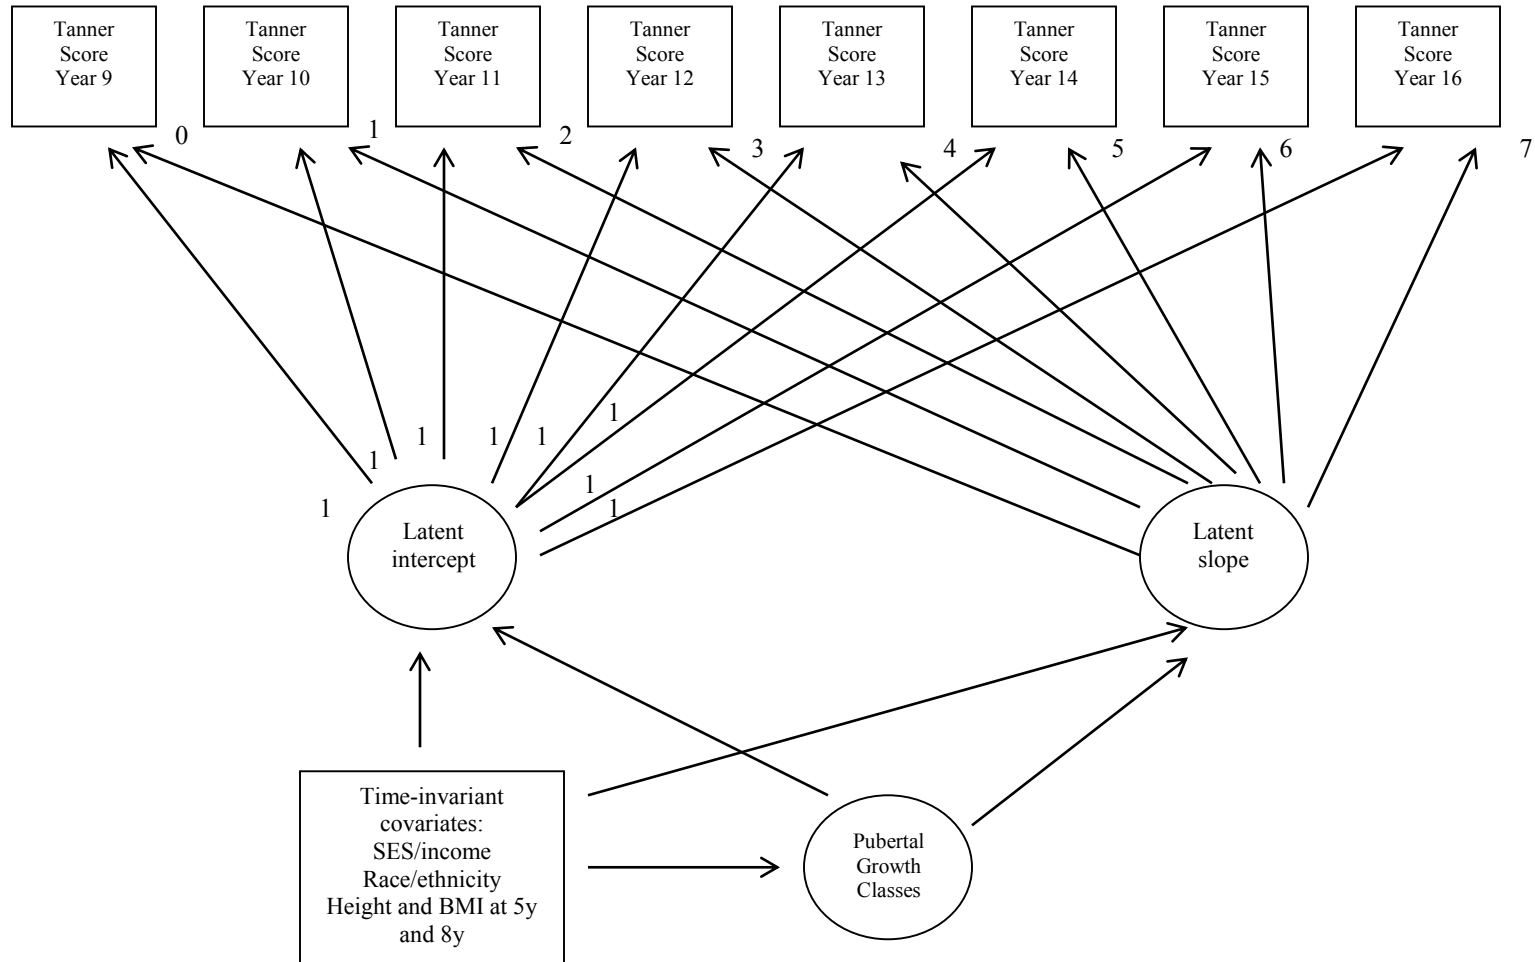 Tanner
Score
Year 9
Tanner
Score
Year 10
Tanner
Score
Year 11
Tanner
Score
Year 12
Tanner
Score
Year 13
Tanner
Score
Year 14
Tanner
Score
Year 15
Tanner
Score
Year 16
0
1
2
3
4
5
6
7
1
1
1
1
1
1
1
1
Latent
intercept
Latent
slope
Time-invariant
covariates:
SES/income
Race/ethnicity
Height and BMI at 5y
and 8y
Pubertal
Growth
Classes